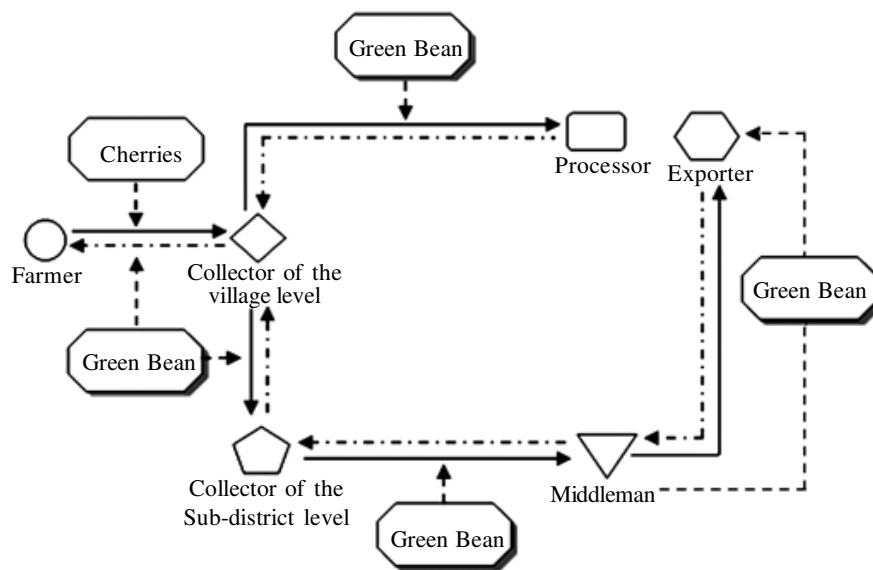 Green Bean
Cherries
Processor
Exporter
Farmer
Collector of the
village level
Green Bean
Green Bean
Collector of the
Sub-district level
Middleman
Green Bean